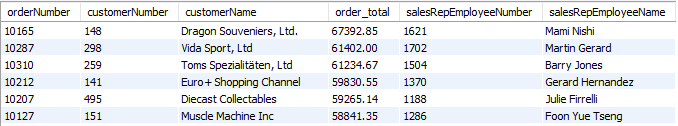 orderNumber customerNumber customerName order_total salesRepEmployeeNumber salesRepEmployeeName
10165 148 Dragon Souveniers, Ltd. 67392.85 1621 Mami Nishi
10287 298 Vida Sport, Ltd 61402.00 1702 Martin Gerard
10310 259 Toms Spezialitäten, Ltd 61234.67 1504 Barry Jones
10212 141 Euro+ Shopping Channel 59830.55 1370 Gerard Hernandez
10207 495 Diecast Collectables 59265.14 1188 Julie Firrelli
10127 151 Muscle Machine Inc 58841.35 1286 Foon Yue Tseng